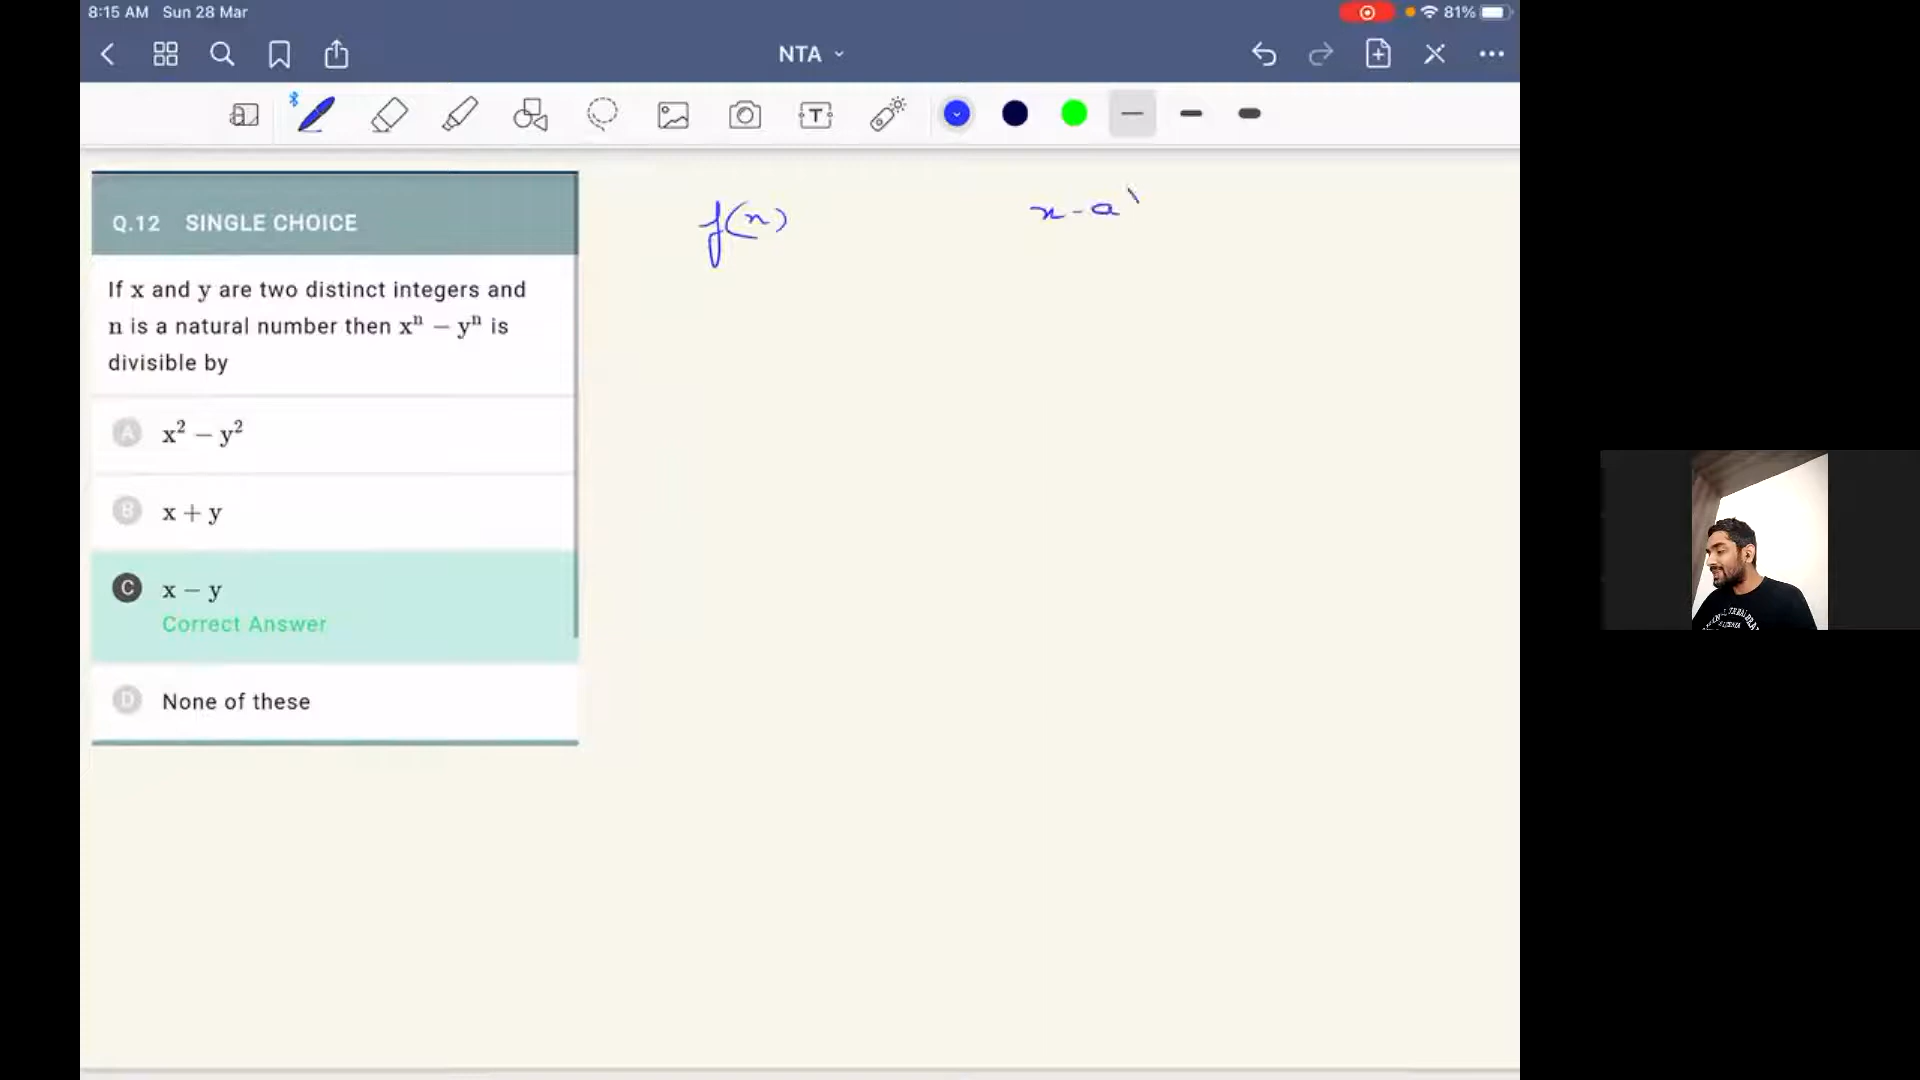 8:15 AM Sun 28 Mar
81%
NTA
T
Q.12 SINGLE CHOICE
If x and y are two distinct integers and
n is a natural number then xⁿ − yⁿ is
divisible by
A x² − y²
B x + y
C x − y
Correct Answer
D None of these
f(x)
x-a